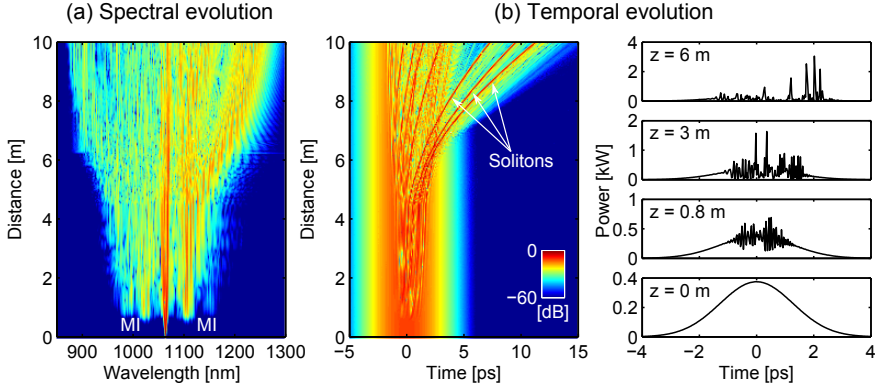 (a) Spectral evolution
(b) Temporal evolution
10
8
6
4
2
0
Distance [m]
MI
MI
900
1000
1100
1200
1300
Wavelength [nm]
10
8
6
4
2
0
Distance [m]
Solitons
0
−60
[dB]
−5
0
5
10
15
Time [ps]
Power [kW]
4
2
0
z = 6 m
2
1
0
z = 3 m
1
0.5
0
z = 0.8 m
0.4
0.2
0
z = 0 m
−4
−2
0
2
4
Time [ps]